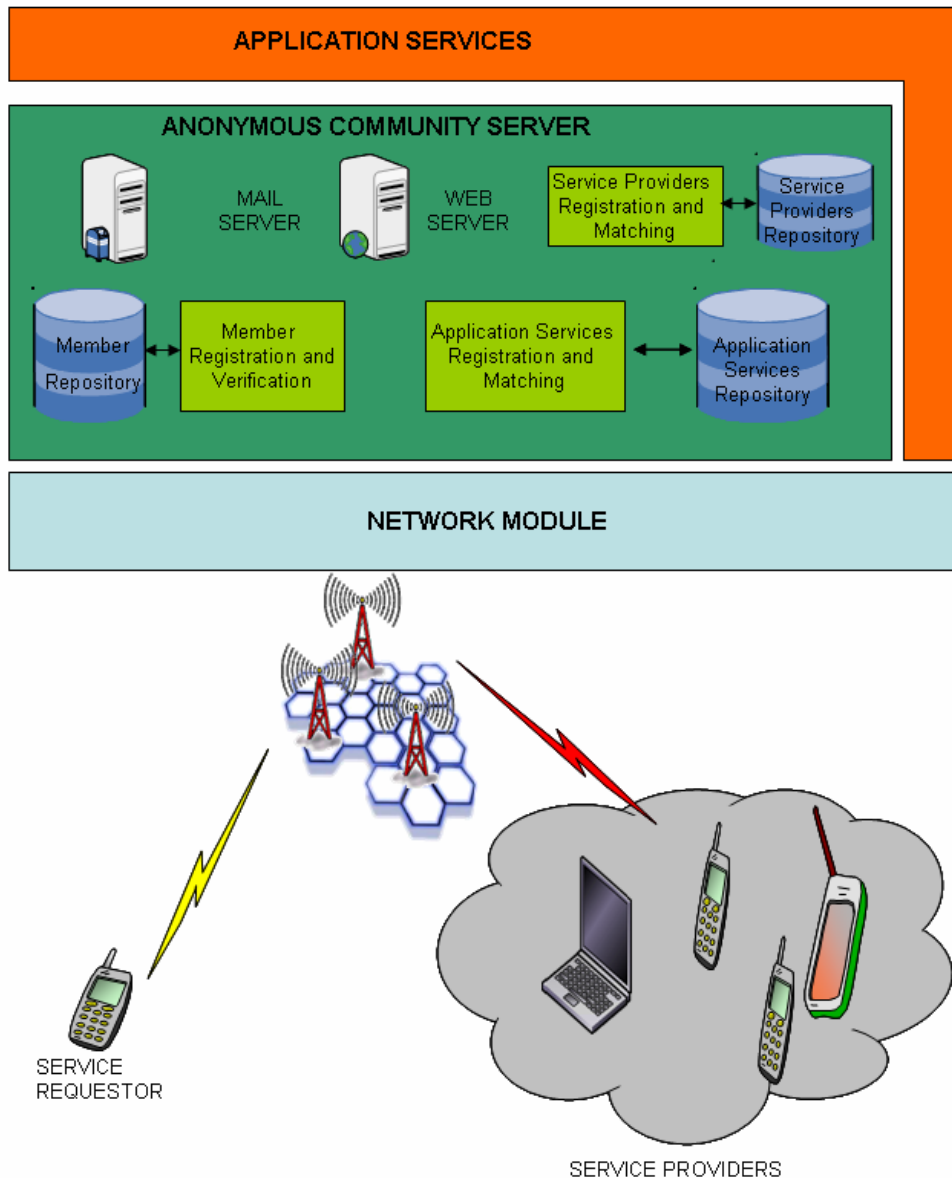 APPLICATION SERVICES
ANONYMOUS COMMUNITY SERVER
MAIL
SERVER
WEB
SERVER
Service Providers
Registration and
Matching
Service
Providers
Repository
Member
Repository
Member
Registration and
Verification
Application Services
Registration and
Matching
Application
Services
Repository
NETWORK MODULE
SERVICE
REQUESTOR
SERVICE PROVIDERS